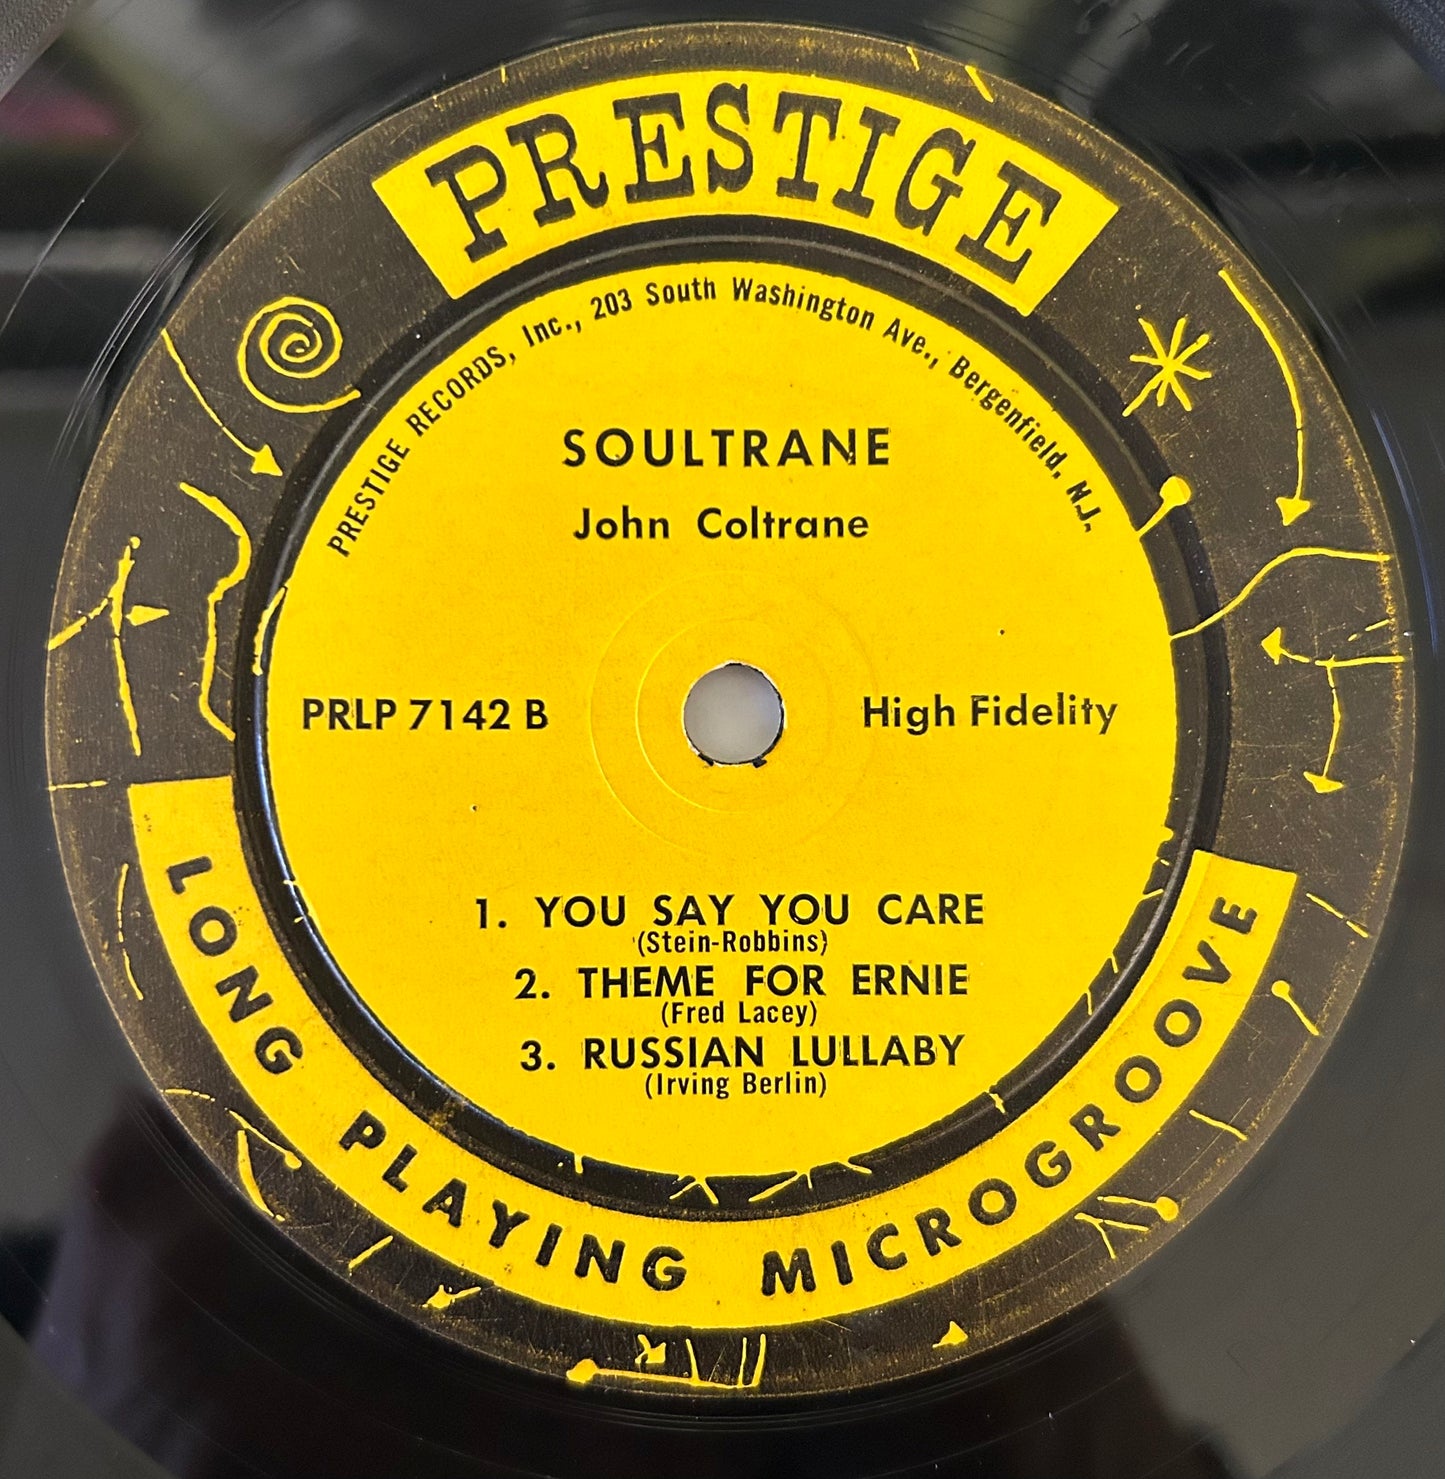 PRESTIGE
PRESTIGE RECORDS, Inc., 203 South Washington Ave., Bergenfield, N.J.
SOULTRANE
John Coltrane
PRLP 7142 B
High Fidelity
1. YOU SAY YOU CARE
(Stein-Robbins)
2. THEME FOR ERNIE
(Fred Lacey)
3. RUSSIAN LULLABY
(Irving Berlin)
LONG PLAYING MICROGROOVE